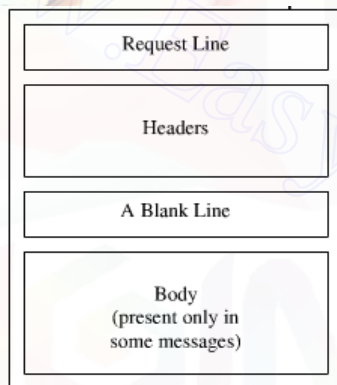 Request Line
Headers
A Blank Line
Body
(present only in
some messages)